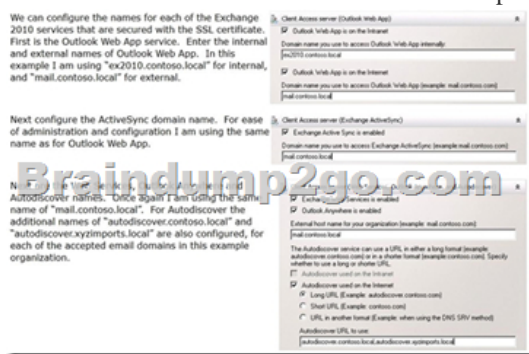 We can configure the names for each of the Exchange
2010 services that are secured with the SSL certificate.
First is the Outlook Web App service. Enter the internal
and external names of Outlook Web App. In this
example I am using "ex2010.contoso.local" for internal,
and "mail.contoso.local" for external.
Client Access server (Outlook Web App)
Outlook Web App is on the Intranet
Domain name you use to access Outlook Web App internally:
ex2010.contoso.local
Outlook Web App is on the Internet
Domain name you use to access Outlook Web App (example: mail.contoso.com):
mail.contoso.local
Next configure the ActiveSync domain name. For ease
of administration and configuration I am using the same
name as for Outlook Web App.
Client Access server (Exchange ActiveSync)
Exchange Active Sync is enabled
Domain name you use to access Exchange ActiveSync (example: mail.contoso.com):
mail.contoso.local
Braindump2go.com
Autodiscover names. Once again I am using the same
name of "mail.contoso.local". For Autodiscover the
additional names of "autodiscover.contoso.local" and
"autodiscover.xyzimports.local" are also configured, for
each of the accepted email domains in this example
organization.
Outlook Anywhere is enabled
External host name for your organization (example: mail.contoso.com):
mail.contoso.local
The Autodiscover service can use a URL in either a long format (example:
autodiscover.contoso.com) or in a shorter format (example:contoso.com). Specify
whether to use a long or shorter URL.
Autodiscover used on the Intranet
Autodiscover used on the Internet
Long URL (Example: autodiscover.contoso.com)
Short URL (Example: contoso.com)
URL in another format (Example: when using the DNS SRV method)
Autodiscover URL to use:
autodiscover.contoso.local,autodiscover.xyzimports.local